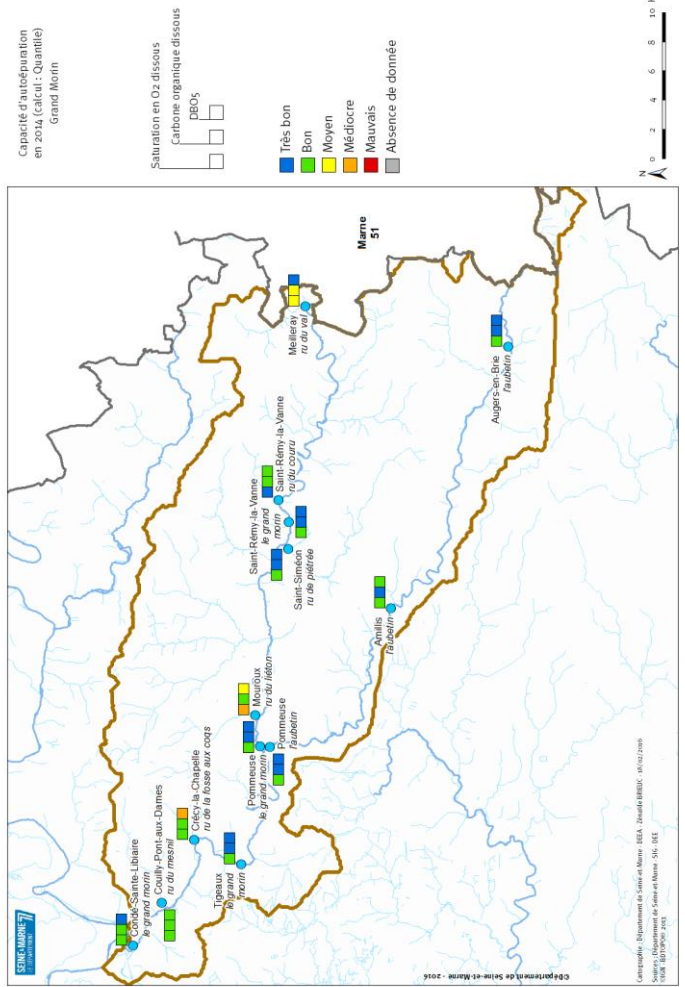 Capacité d'autoépuration
en 2014 (calcul : Quantile)
Grand Morin
Saturation en O2 dissous
Carbone organique dissous
DBO5
Très bon
Bon
Moyen
Médiocre
Mauvais
Absence de donnée
N
0 2 4 6 8 10
SEINE&MARNE 77
LE DÉPARTEMENT
Condé-Sainte-Libiaire
le grand morin
Couilly-Pont-aux-Dames
ru du mesnil
Crécy-la-Chapelle
ru de la fosse aux coqs
Tigeaux
le grand
morin
Pommeuse
le grand morin
Mouroux
ru du liéton
Pommeuse
l'aubetin
Saint-Rémy-la-Vanne
le grand
morin
Saint-Rémy-la-Vanne
ru du couru
Saint-Siméon
ru de piétrée
Amillis
l'aubetin
Meilleray
ru du val
Marne
51
Augers-en-Brie
l'aubetin
©Département de Seine-et-Marne - 2016
Cartographie : Département de Seine-et-Marne - DEEA - Zénaïde BRIEUC - 18/02/2016
Sources : Département de Seine-et-Marne - SIG - DEE